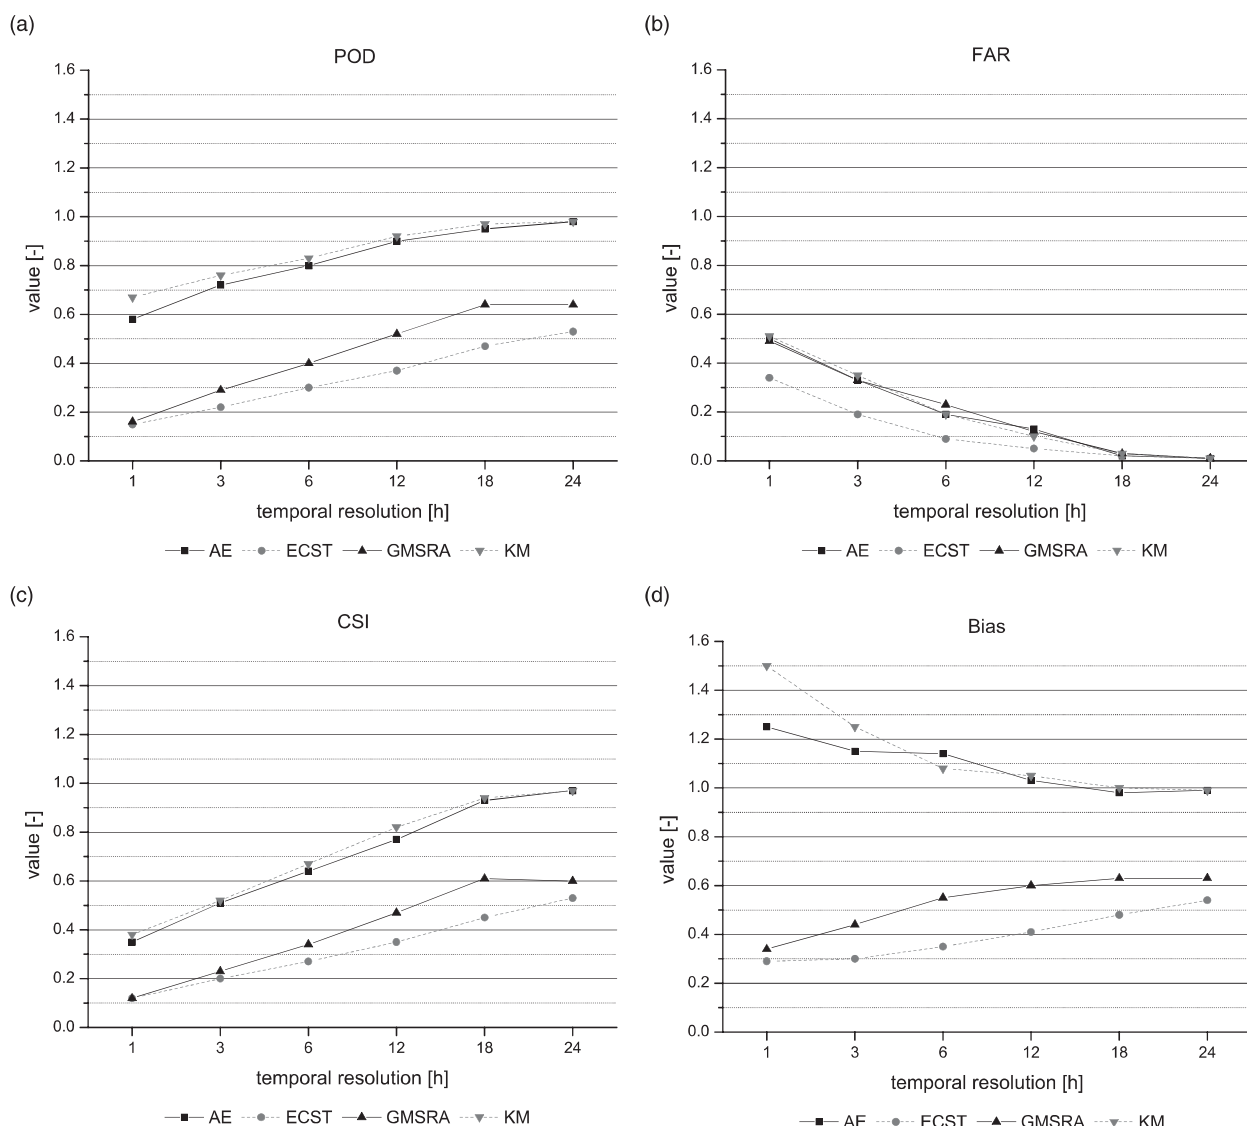 (a)
POD
1.6
1.4
1.2
1.0
0.8
0.6
0.4
0.2
0.0
value [-]
1 3 6 12 18 24
temporal resolution [h]
AE ECST GMSRA KM
(b)
FAR
1.6
1.4
1.2
1.0
0.8
0.6
0.4
0.2
0.0
value [-]
1 3 6 12 18 24
temporal resolution [h]
AE ECST GMSRA KM
(c)
CSI
1.6
1.4
1.2
1.0
0.8
0.6
0.4
0.2
0.0
value [-]
1 3 6 12 18 24
temporal resolution [h]
AE ECST GMSRA KM
(d)
Bias
1.6
1.4
1.2
1.0
0.8
0.6
0.4
0.2
0.0
value [-]
1 3 6 12 18 24
temporal resolution [h]
AE ECST GMSRA KM